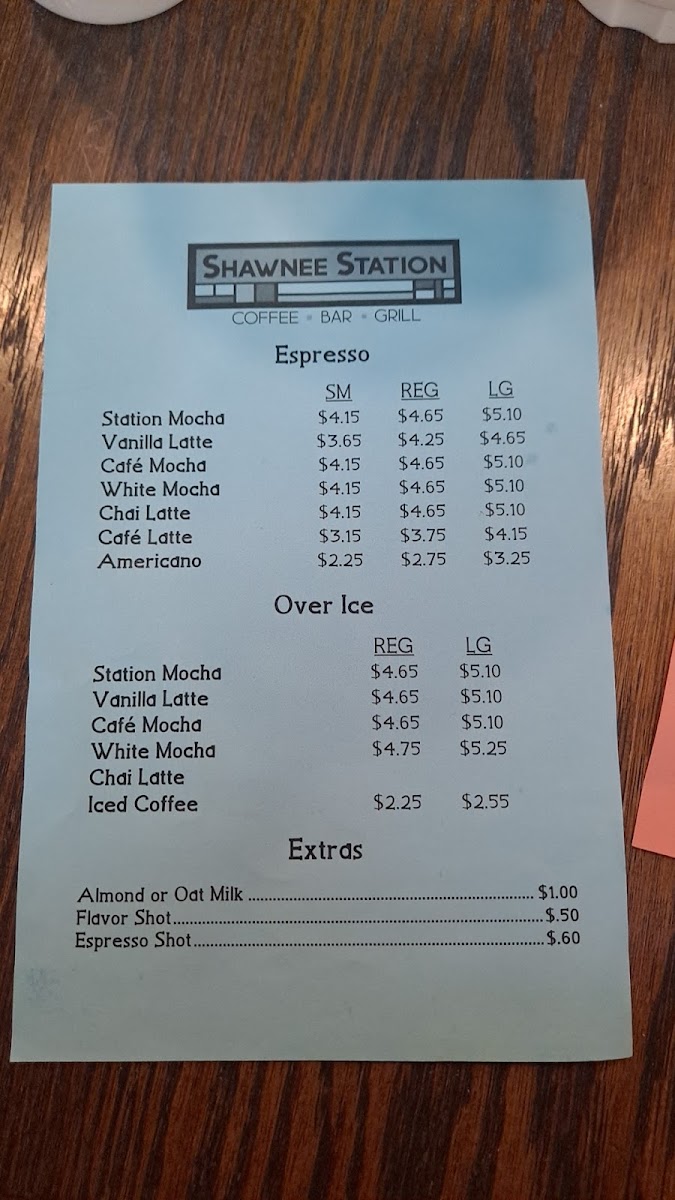 SHAWNEE STATION
COFFEE • BAR • GRILL
Espresso
SM REG LG
Station Mocha $4.15 $4.65 $5.10
Vanilla Latte $3.65 $4.25 $4.65
Café Mocha $4.15 $4.65 $5.10
White Mocha $4.15 $4.65 $5.10
Chai Latte $4.15 $4.65 $5.10
Café Latte $3.15 $3.75 $4.15
Americano $2.25 $2.75 $3.25
Over Ice
REG LG
Station Mocha $4.65 $5.10
Vanilla Latte $4.65 $5.10
Café Mocha $4.65 $5.10
White Mocha $4.75 $5.25
Chai Latte
Iced Coffee $2.25 $2.55
Extras
Almond or Oat Milk ........ $1.00
Flavor Shot........ $.50
Espresso Shot........ $.60